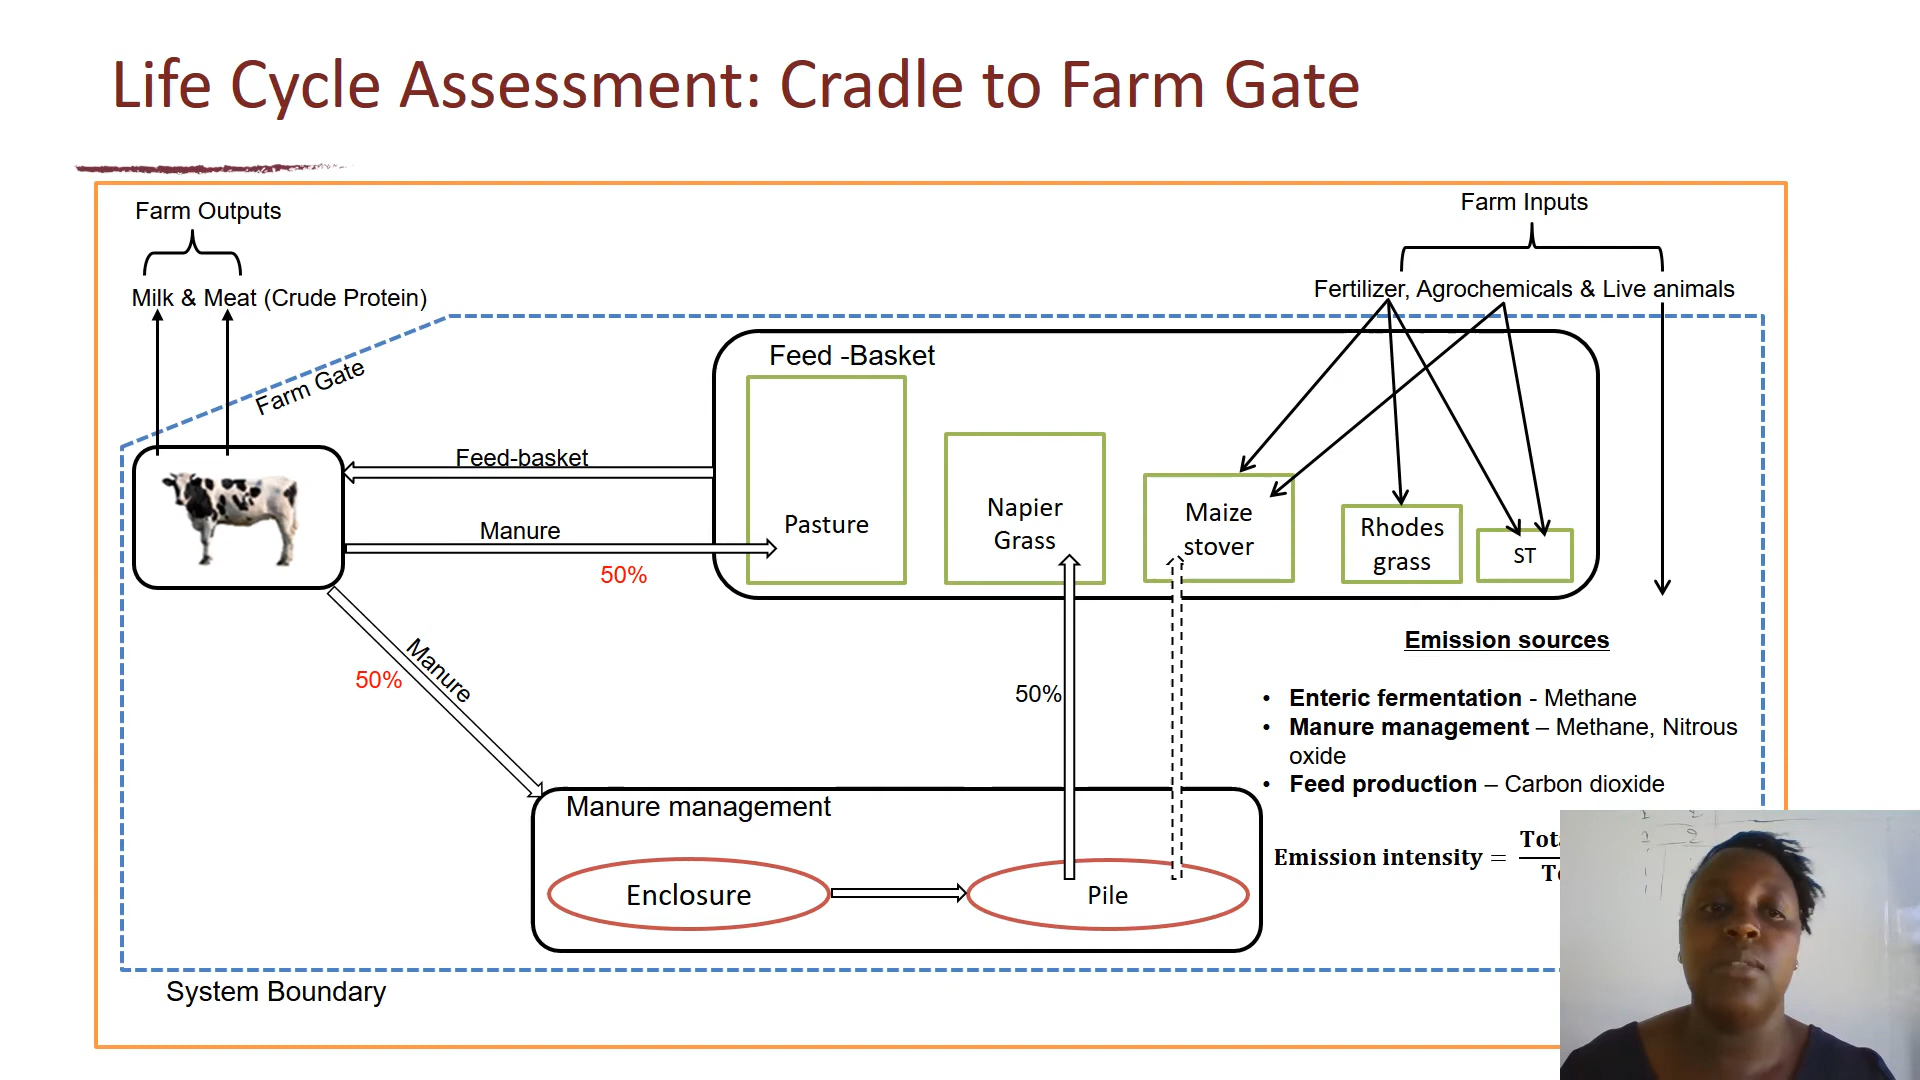 Life Cycle Assessment: Cradle to Farm Gate
Farm Outputs
Farm Inputs
Milk & Meat (Crude Protein)
Fertilizer, Agrochemicals & Live animals
Farm Gate
Feed -Basket
Feed-basket
Manure
50%
Pasture
Napier
Grass
Maize
stover
Rhodes
grass
ST
Manure
50%
50%
Emission sources
• Enteric fermentation - Methane
• Manure management – Methane, Nitrous
oxide
• Feed production – Carbon dioxide
Manure management
Enclosure
Pile
Emission intensity =
System Boundary